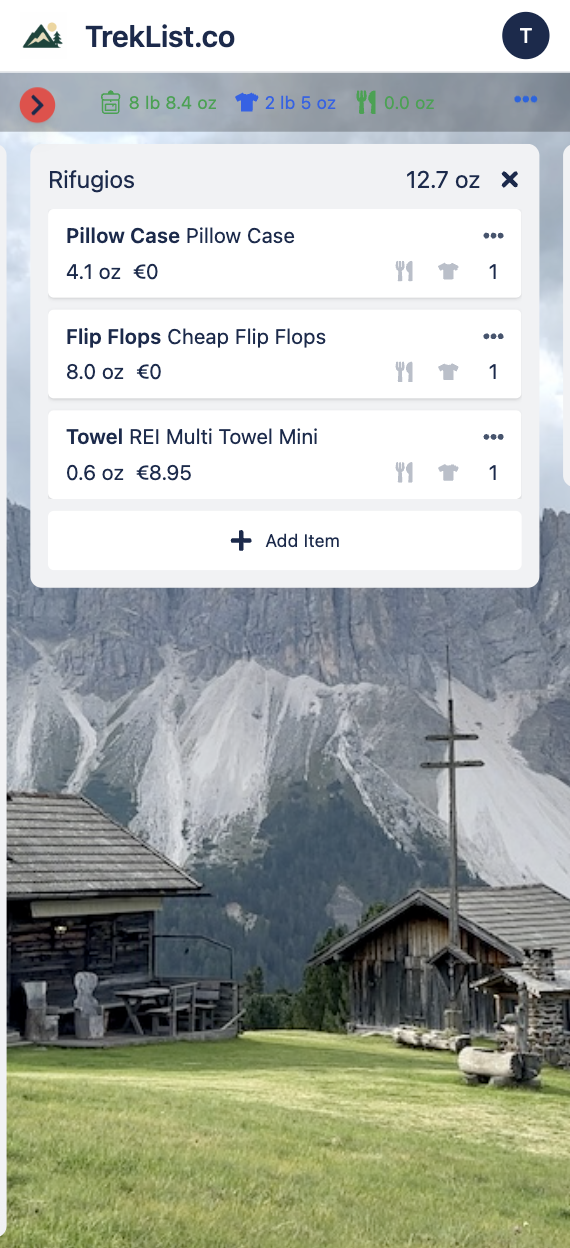 TrekList.co
T
8 lb 8.4 oz 2 lb 5 oz 0.0 oz
Rifugios 12.7 oz
Pillow Case Pillow Case
4.1 oz €0 1
Flip Flops Cheap Flip Flops
8.0 oz €0 1
Towel REI Multi Towel Mini
0.6 oz €8.95 1
Add Item